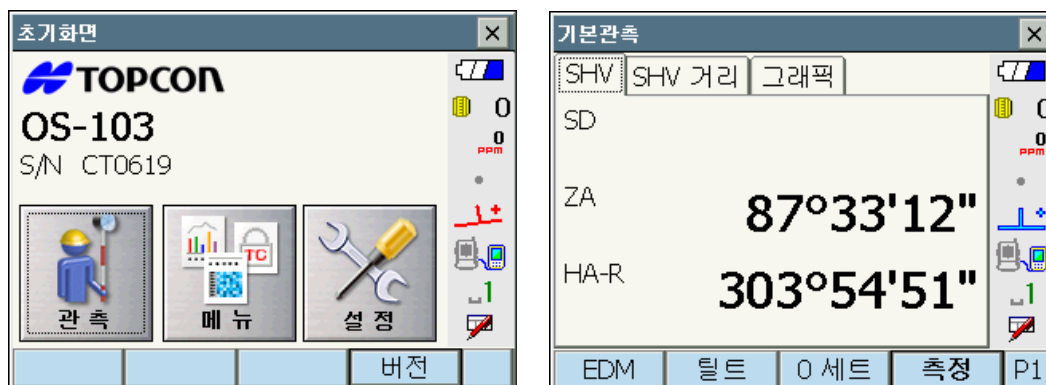 초기화면
TOPCON
OS-103
S/N CT0619
TC
관 측
메 뉴
설 정
버전
0
0
PPM
1
기본관측
SHV
SHV 거리
그래픽
SD
ZA
87°33'12"
HA-R
303°54'51"
0
0
PPM
1
EDM
틸트
0 세트
측정
P1